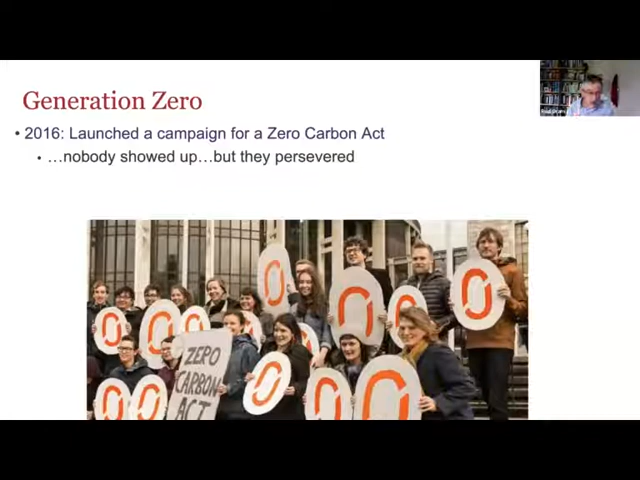 Generation Zero
• 2016: Launched a campaign for a Zero Carbon Act
• …nobody showed up…but they persevered
ZERO
CARBON
ACT